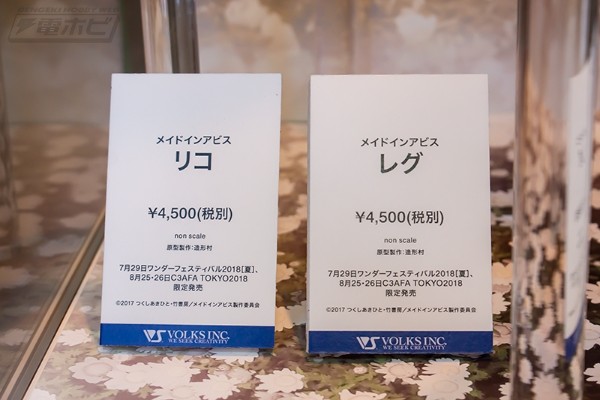 電ホビ
メイドインアビス
リコ
¥4,500(税別)
non scale
原型製作:造形村
7月29日ワンダーフェスティバル2018[夏]、
8月25・26日C3AFA TOKYO2018
限定発売
©2017 つくしあきひと・竹書房/メイドインアビス製作委員会
VS VOLKS INC.
WE SEEK CREATIVITY
メイドインアビス
レグ
¥4,500(税別)
non scale
原型製作:造形村
7月29日ワンダーフェスティバル2018[夏]、
8月25・26日C3AFA TOKYO2018
限定発売
©2017 つくしあきひと・竹書房/メイドインアビス製作委員会
VS VOLKS INC.
WE SEEK CREATIVITY